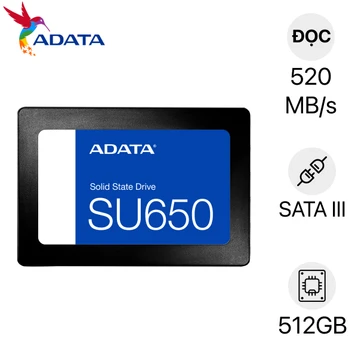 ADATA
ĐỌC
520
MB/s
ADATA
Solid State Drive
SU650
SATA III
512GB